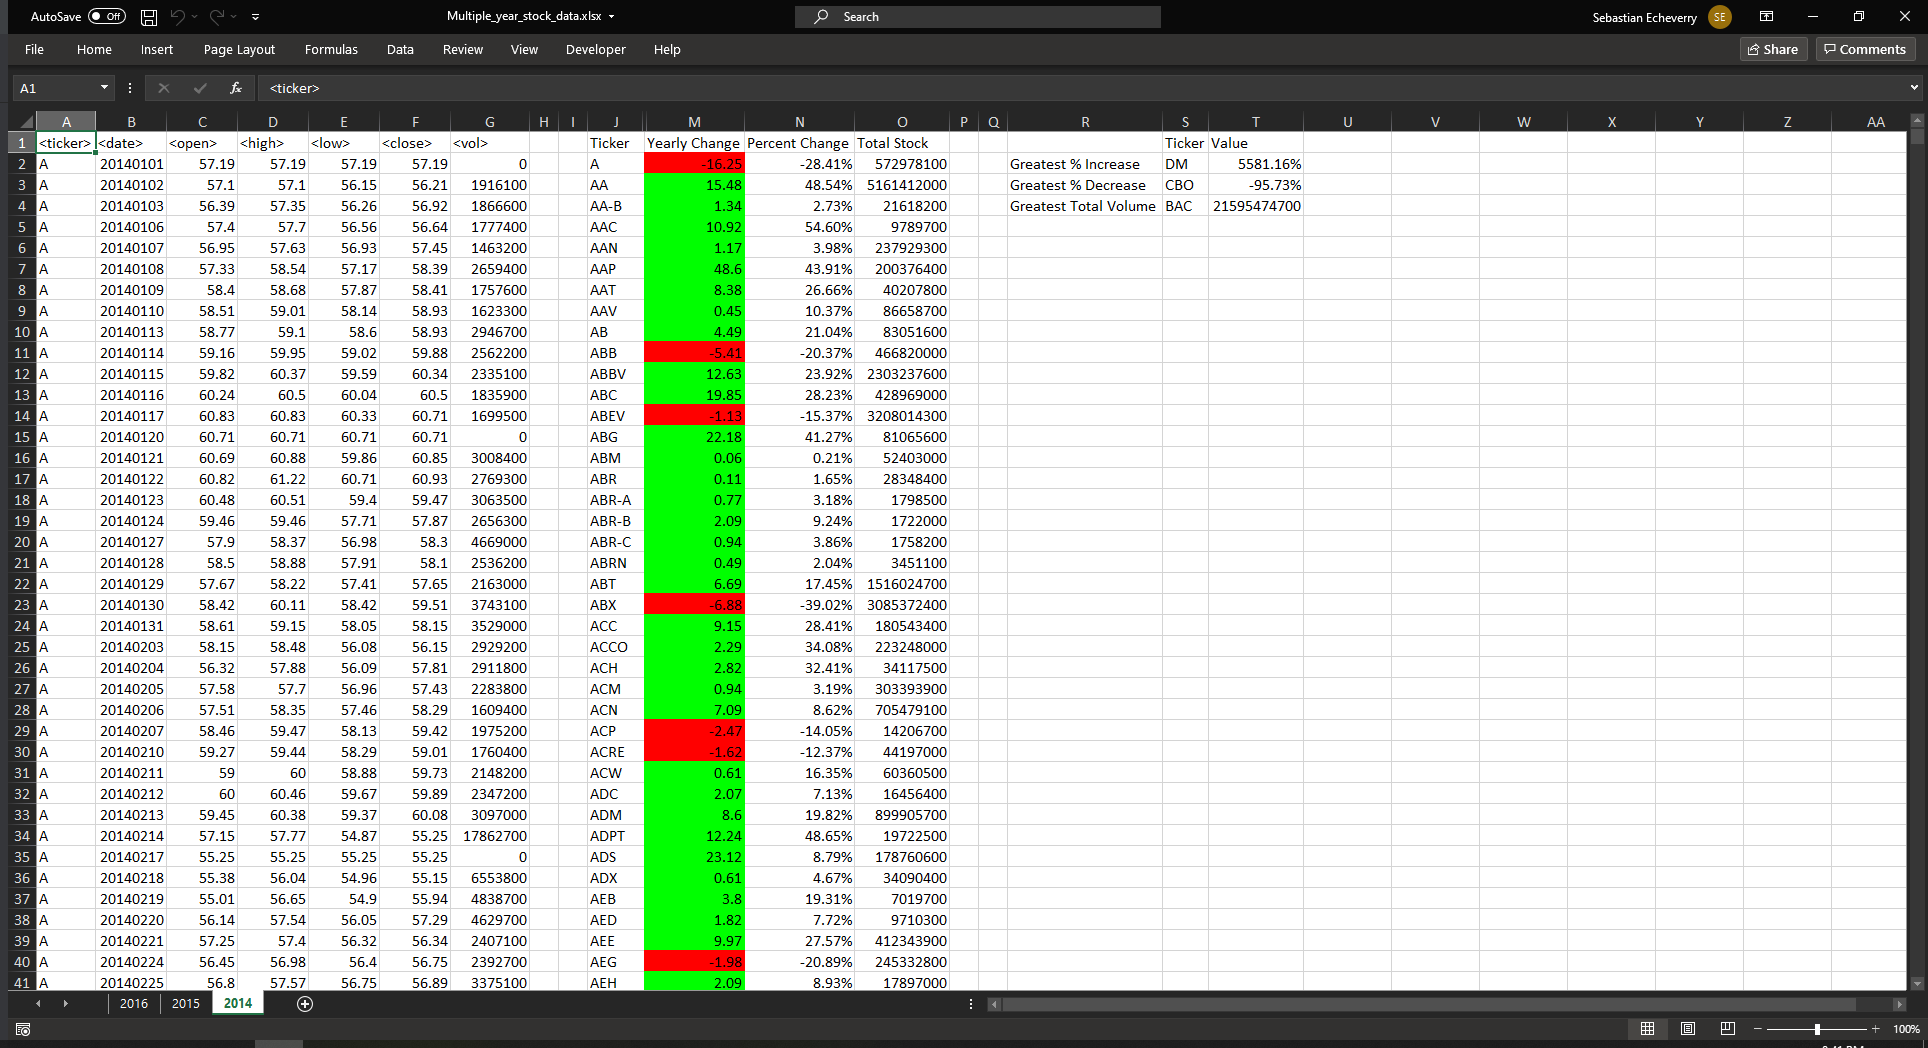 AutoSave Off Multiple_year_stock_data.xlsx Search Sebastian Echeverry SE
File Home Insert Page Layout Formulas Data Review View Developer Help Share Comments
A1 fx <ticker>
A B C D E F G H I J M N O P Q R S T U V W X Y Z AA
1 <ticker> <date> <open> <high> <low> <close> <vol> Ticker Yearly Change Percent Change Total Stock Ticker Value
2 A 20140101 57.19 57.19 57.19 57.19 0 A -16.25 -28.41% 572978100 Greatest % Increase DM 5581.16%
3 A 20140102 57.1 57.1 56.15 56.21 1916100 AA 15.48 48.54% 5161412000 Greatest % Decrease CBO -95.73%
4 A 20140103 56.39 57.35 56.26 56.92 1866600 AA-B 1.34 2.73% 21618200 Greatest Total Volume BAC 21595474700
5 A 20140106 57.4 57.7 56.56 56.64 1777400 AAC 10.92 54.60% 9789700
6 A 20140107 56.95 57.63 56.93 57.45 1463200 AAN 1.17 3.98% 237929300
7 A 20140108 57.33 58.54 57.17 58.39 2659400 AAP 48.6 43.91% 200376400
8 A 20140109 58.4 58.68 57.87 58.41 1757600 AAT 8.38 26.66% 40207800
9 A 20140110 58.51 59.01 58.14 58.93 1623300 AAV 0.45 10.37% 86658700
10 A 20140113 58.77 59.1 58.6 58.93 2946700 AB 4.49 21.04% 83051600
11 A 20140114 59.16 59.95 59.02 59.88 2562200 ABB -5.41 -20.37% 466820000
12 A 20140115 59.82 60.37 59.59 60.34 2335100 ABBV 12.63 23.92% 2303237600
13 A 20140116 60.24 60.5 60.04 60.5 1835900 ABC 19.85 28.23% 428969000
14 A 20140117 60.83 60.83 60.33 60.71 1699500 ABEV -1.13 -15.37% 3208014300
15 A 20140120 60.71 60.71 60.71 60.71 0 ABG 22.18 41.27% 81065600
16 A 20140121 60.69 60.88 59.86 60.85 3008400 ABM 0.06 0.21% 52403000
17 A 20140122 60.82 61.22 60.71 60.93 2769300 ABR 0.11 1.65% 28348400
18 A 20140123 60.48 60.51 59.4 59.47 3063500 ABR-A 0.77 3.18% 1798500
19 A 20140124 59.46 59.46 57.71 57.87 2656300 ABR-B 2.09 9.24% 1722000
20 A 20140127 57.9 58.37 56.98 58.3 4669000 ABR-C 0.94 3.86% 1758200
21 A 20140128 58.5 58.88 57.91 58.1 2536200 ABRN 0.49 2.04% 3451100
22 A 20140129 57.67 58.22 57.41 57.65 2163000 ABT 6.69 17.45% 1516024700
23 A 20140130 58.42 60.11 58.42 59.51 3743100 ABX -6.88 -39.02% 3085372400
24 A 20140131 58.61 59.15 58.05 58.15 3529000 ACC 9.15 28.41% 180543400
25 A 20140203 58.15 58.48 56.08 56.15 2929200 ACCO 2.29 34.08% 223248000
26 A 20140204 56.32 57.88 56.09 57.81 2911800 ACH 2.82 32.41% 34117500
27 A 20140205 57.58 57.7 56.96 57.43 2283800 ACM 0.94 3.19% 303393900
28 A 20140206 57.51 58.35 57.46 58.29 1609400 ACN 7.09 8.62% 705479100
29 A 20140207 58.46 59.47 58.13 59.42 1975200 ACP -2.47 -14.05% 14206700
30 A 20140210 59.27 59.44 58.29 59.01 1760400 ACRE -1.62 -12.37% 44197000
31 A 20140211 59 60 58.88 59.73 2148200 ACW 0.61 16.35% 60360500
32 A 20140212 60 60.46 59.67 59.89 2347200 ADC 2.07 7.13% 16456400
33 A 20140213 59.45 60.38 59.37 60.08 3097000 ADM 8.6 19.82% 899905700
34 A 20140214 57.15 57.77 54.87 55.25 17862700 ADPT 12.24 48.65% 19722500
35 A 20140217 55.25 55.25 55.25 55.25 0 ADS 23.12 8.79% 178760600
36 A 20140218 55.38 56.04 54.96 55.15 6553800 ADX 0.61 4.67% 34090400
37 A 20140219 55.01 56.65 54.9 55.94 4838700 AEB 3.8 19.31% 7019700
38 A 20140220 56.14 57.54 56.05 57.29 4629700 AED 1.82 7.72% 9710300
39 A 20140221 57.25 57.4 56.32 56.34 2407100 AEE 9.97 27.57% 412343900
40 A 20140224 56.45 56.98 56.4 56.75 2392700 AEG -1.98 -20.89% 245332800
41 A 20140225 56.8 57.57 56.75 56.89 3375100 AEH 2.09 8.93% 17897000
2016 2015 2014
100%